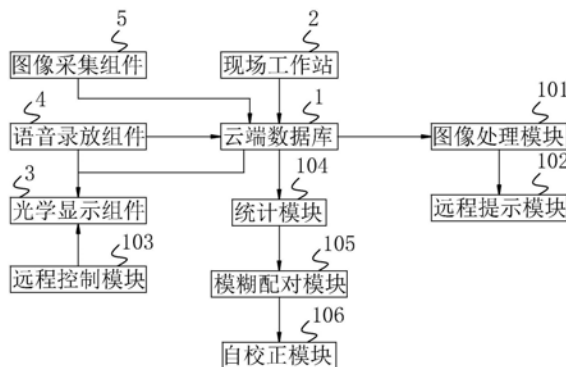 5
2
图像采集组件
现场工作站
4
1
101
语音录放组件
云端数据库
图像处理模块
3
104
102
光学显示组件
统计模块
远程提示模块
103
105
远程控制模块
模糊配对模块
106
自校正模块